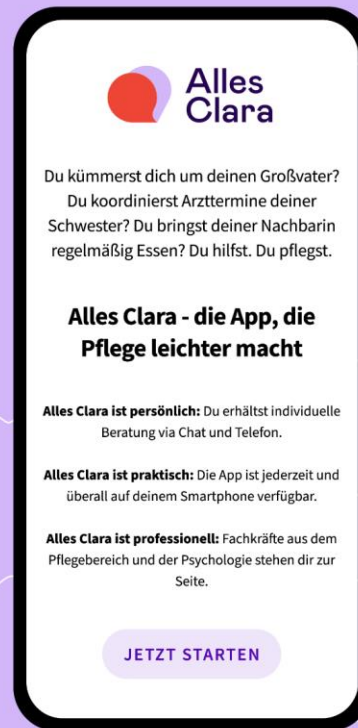 Alles
Clara
Du kümmerst dich um deinen Großvater?
Du koordinierst Arzttermine deiner
Schwester? Du bringst deiner Nachbarin
regelmäßig Essen? Du hilfst. Du pflegst.
Alles Clara - die App, die
Pflege leichter macht
Alles Clara ist persönlich: Du erhältst individuelle
Beratung via Chat und Telefon.
Alles Clara ist praktisch: Die App ist jederzeit und
überall auf deinem Smartphone verfügbar.
Alles Clara ist professionell: Fachkräfte aus dem
Pflegebereich und der Psychologie stehen dir zur
Seite.
JETZT STARTEN